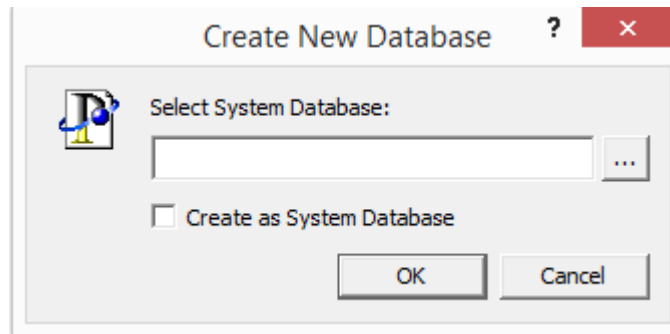 Create New Database
?
Select System Database:
...
Create as System Database
OK
Cancel